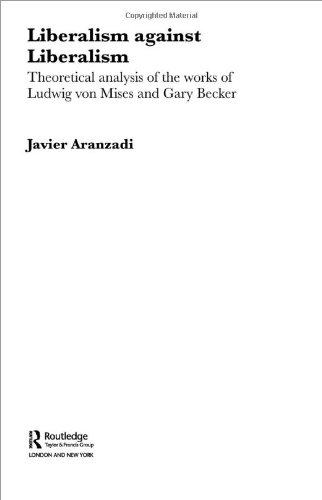 Copyrighted Material
Liberalism against
Liberalism
Theoretical analysis of the works of
Ludwig von Mises and Gary Becker
Javier Aranzadi
Routledge
Taylor & Francis Group
LONDON AND NEW YORK